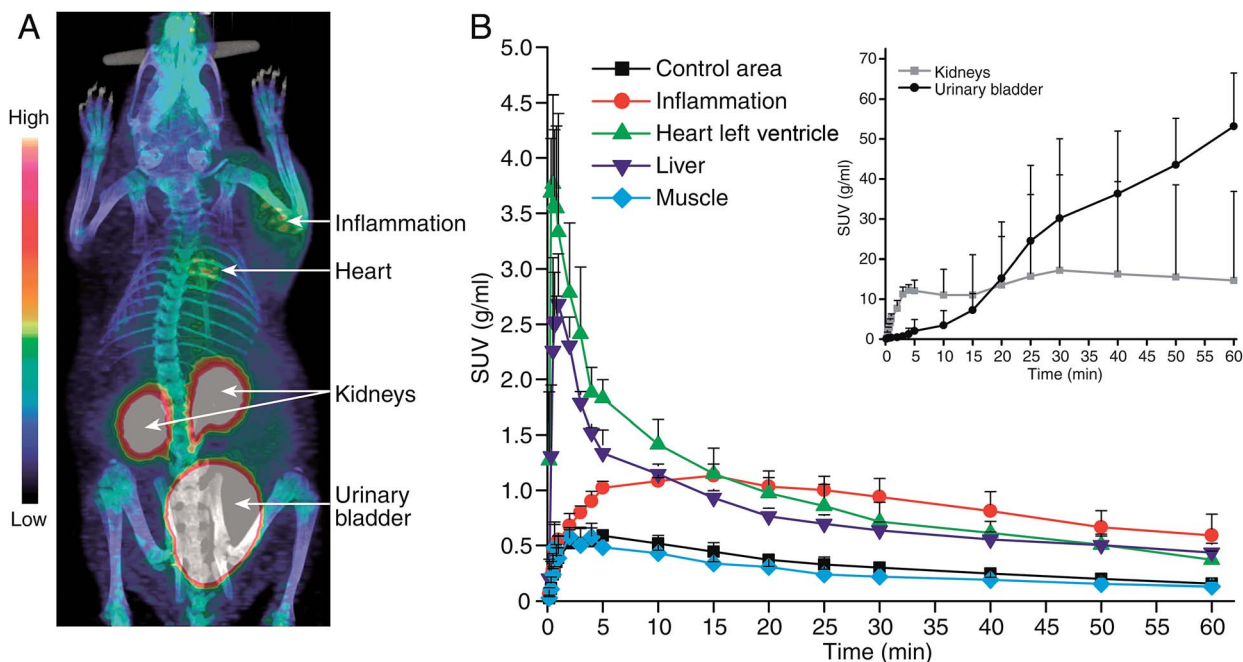 A
High
Low
Inflammation
Heart
Kidneys
Urinary
bladder
B
SUV (g/ml)
5.0
4.5
4.0
3.5
3.0
2.5
2.0
1.5
1.0
0.5
0
Control area
Inflammation
Heart left ventricle
Liver
Muscle
0 5 10 15 20 25 30 35 40 45 50 55 60
Time (min)
SUV (g/ml)
70
60
50
40
30
20
10
0
Kidneys
Urinary bladder
0 5 10 15 20 25 30 35 40 45 50 55 60
Time (min)